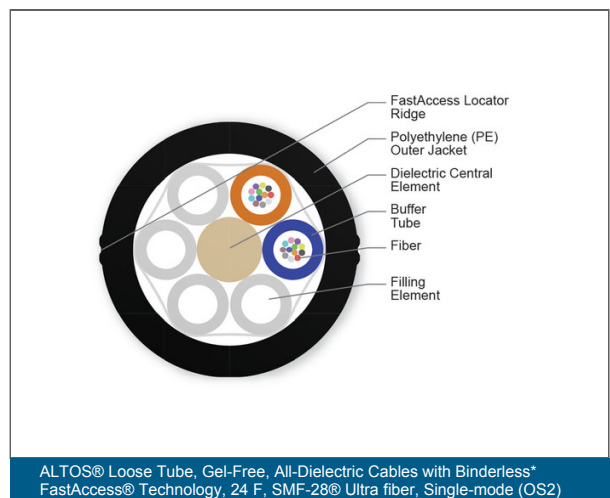 FastAccess Locator
Ridge
Polyethylene (PE)
Outer Jacket
Dielectric Central
Element
Buffer
Tube
Fiber
Filling
Element
ALTOS® Loose Tube, Gel-Free, All-Dielectric Cables with Binderless*
FastAccess® Technology, 24 F, SMF-28® Ultra fiber, Single-mode (OS2)